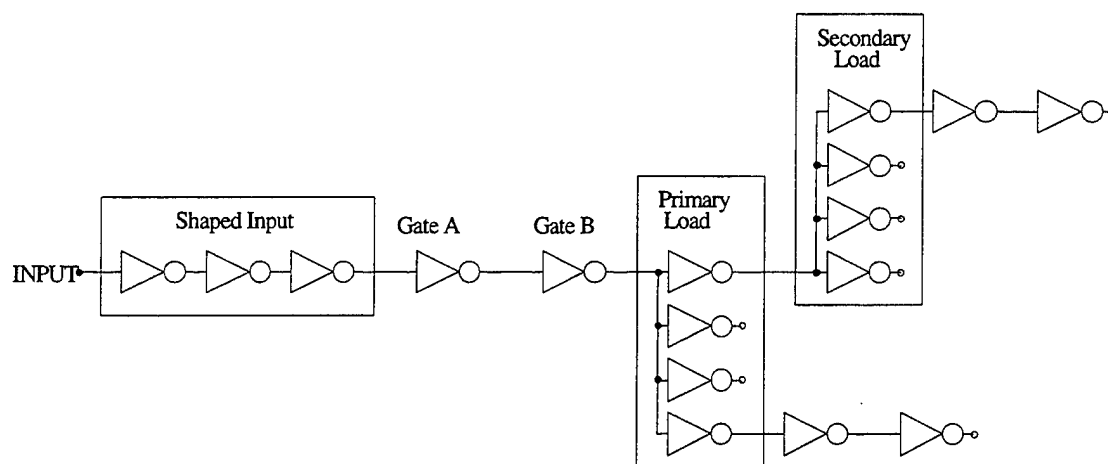 Secondary
Load
Primary
Load
Shaped Input
Gate A
Gate B
INPUT